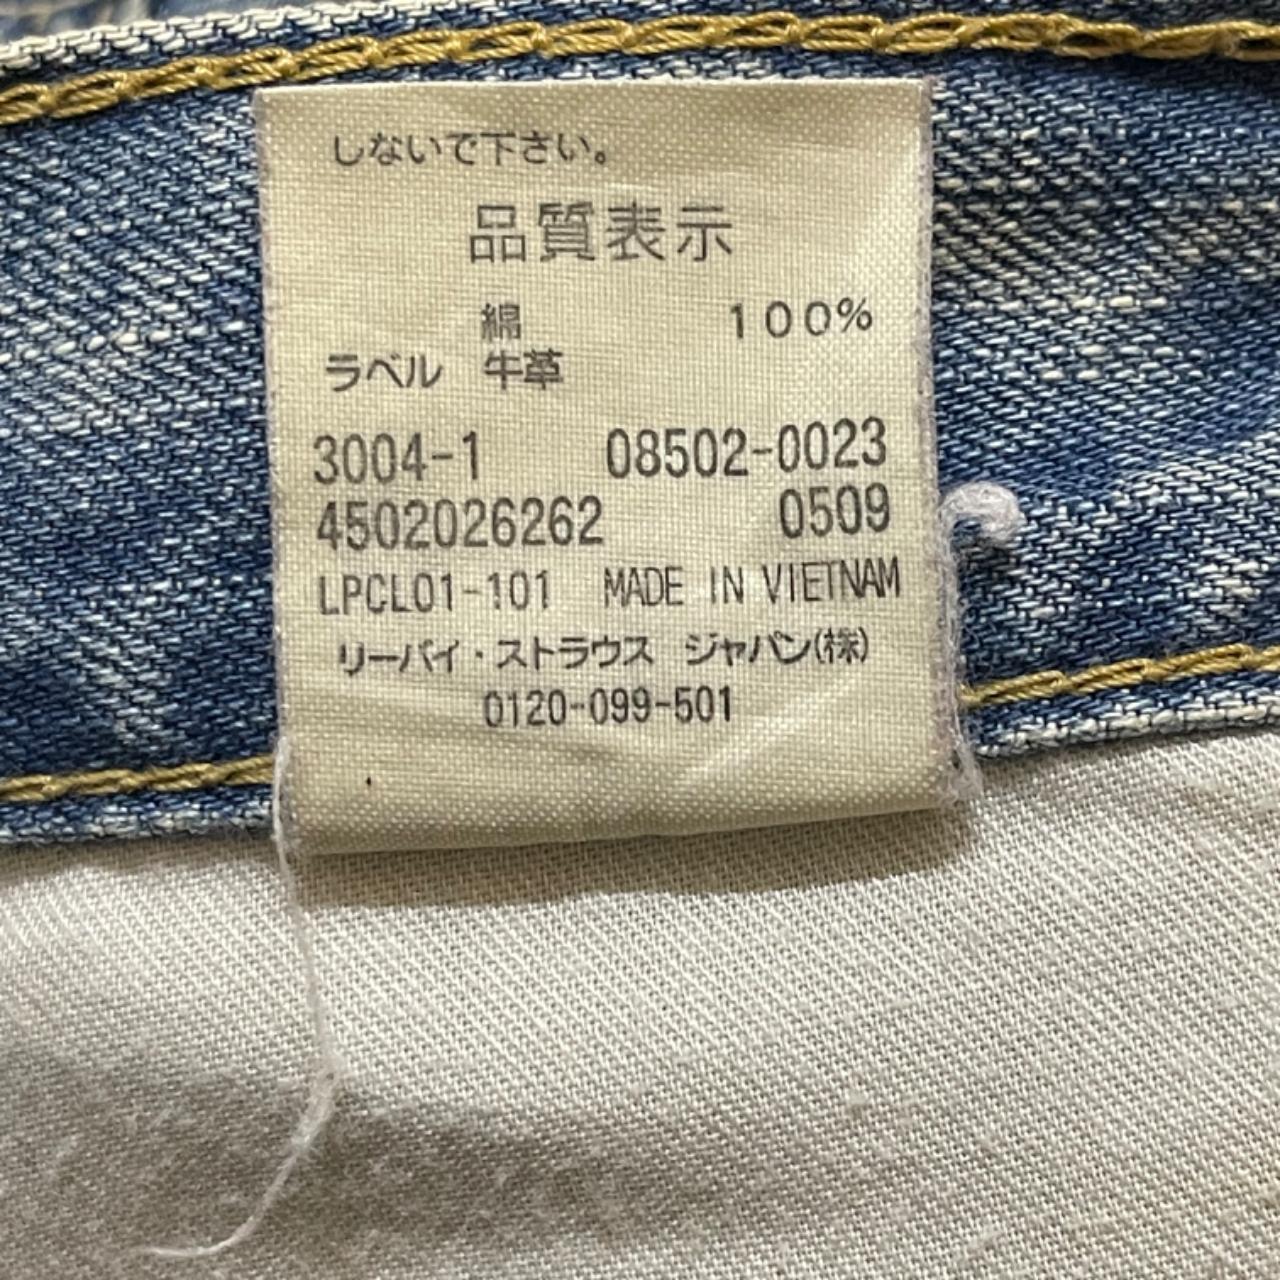 しないで下さい。
品質表示
綿 100%
ラベル 牛革
3004-1 08502-0023
4502026262 0509
LPCL01-101 MADE IN VIETNAM
リーバイ・ストラウス ジャパン(株)
0120-099-501